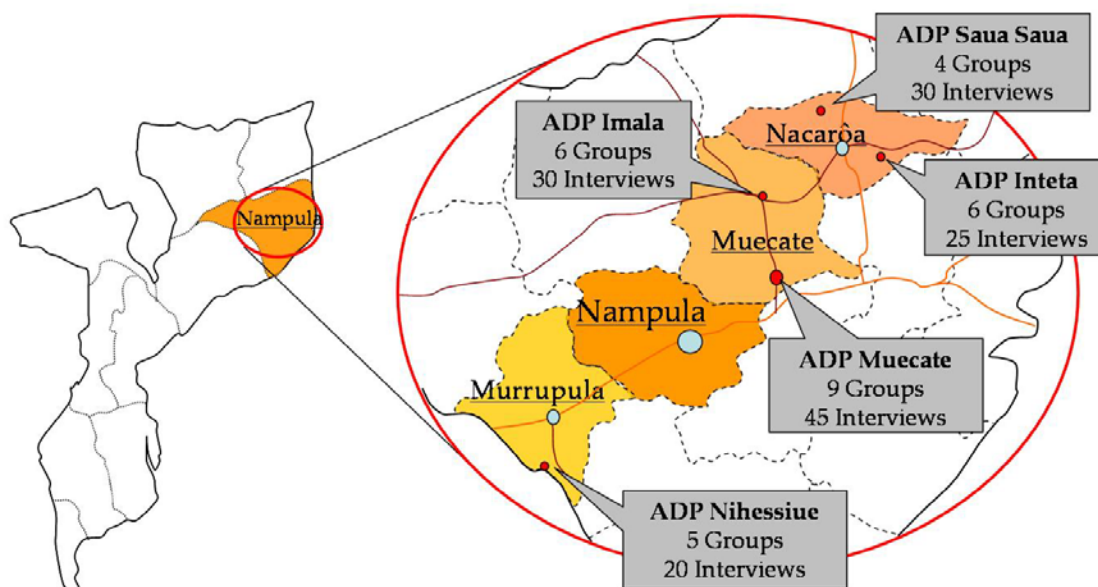 Nampula
ADP Saua Saua
4 Groups
30 Interviews
ADP Imala
6 Groups
30 Interviews
Nacarôa
ADP Inteta
6 Groups
25 Interviews
Muecate
Nampula
ADP Muecate
9 Groups
45 Interviews
Murrupula
ADP Nihessiue
5 Groups
20 Interviews